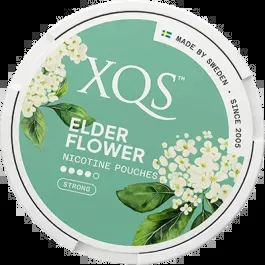 MADE BY SWEDEN • SINCE 2005
XQS™
ELDER
FLOWER
NICOTINE POUCHES
STRONG